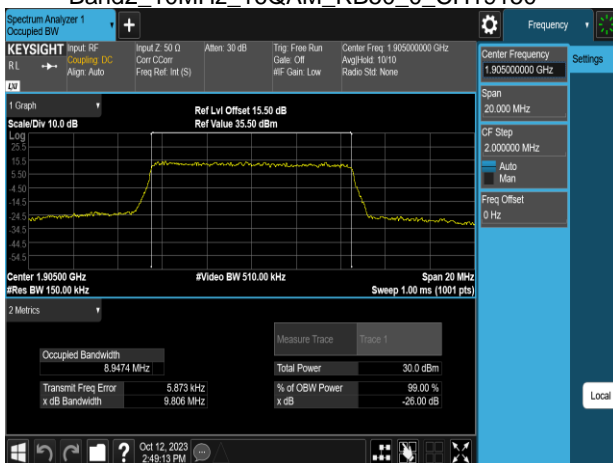 Band2_10MHz_16QAM_RB50_0_CH19150
Spectrum Analyzer 1
Occupied BW
+
Frequency
KEYSIGHT
Input: RF
Input Z: 50 Ω
Atten: 30 dB
Trig: Free Run
Center Freq: 1.905000000 GHz
RL
Coupling: DC
Corr CCorr
Gate: Off
Avg|Hold: 10/10
Align: Auto
Freq Ref: Int (S)
#IF Gain: Low
Radio Std: None
LXI
Center Frequency
1.905000000 GHz
Settings
Span
20.000 MHz
CF Step
2.000000 MHz
Auto
Man
Freq Offset
0 Hz
Local
1 Graph
Ref Lvl Offset 15.50 dB
Scale/Div 10.0 dB
Ref Value 35.50 dBm
Log
25.5
15.5
5.50
-4.50
-14.5
-24.5
-34.5
-44.5
-54.5
Center 1.90500 GHz
#Video BW 510.00 kHz
Span 20 MHz
#Res BW 150.00 kHz
Sweep 1.00 ms (1001 pts)
2 Metrics
Measure Trace
Trace 1
Occupied Bandwidth
8.9474 MHz
Total Power
30.0 dBm
Transmit Freq Error
5.873 kHz
% of OBW Power
99.00 %
x dB Bandwidth
9.806 MHz
x dB
-26.00 dB
?
Oct 12, 2023
2:49:13 PM